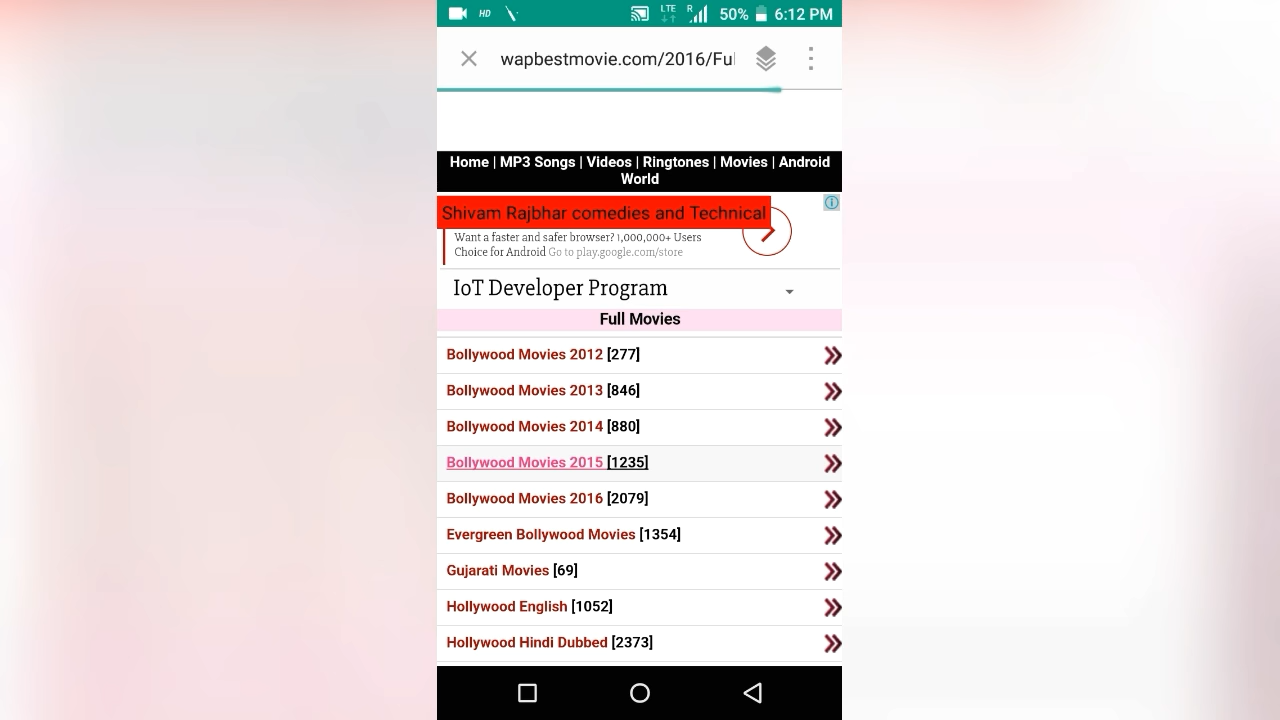 HD LTE R 50% 6:12 PM
wapbestmovie.com/2016/Ful
Home | MP3 Songs | Videos | Ringtones | Movies | Android
World
Shivam Rajbhar comedies and Technical
Want a faster and safer browser? 1,000,000+ Users
Choice for Android Go to play.google.com/store
IoT Developer Program
Full Movies
Bollywood Movies 2012 [277]
Bollywood Movies 2013 [846]
Bollywood Movies 2014 [880]
Bollywood Movies 2015 [1235]
Bollywood Movies 2016 [2079]
Evergreen Bollywood Movies [1354]
Gujarati Movies [69]
Hollywood English [1052]
Hollywood Hindi Dubbed [2373]